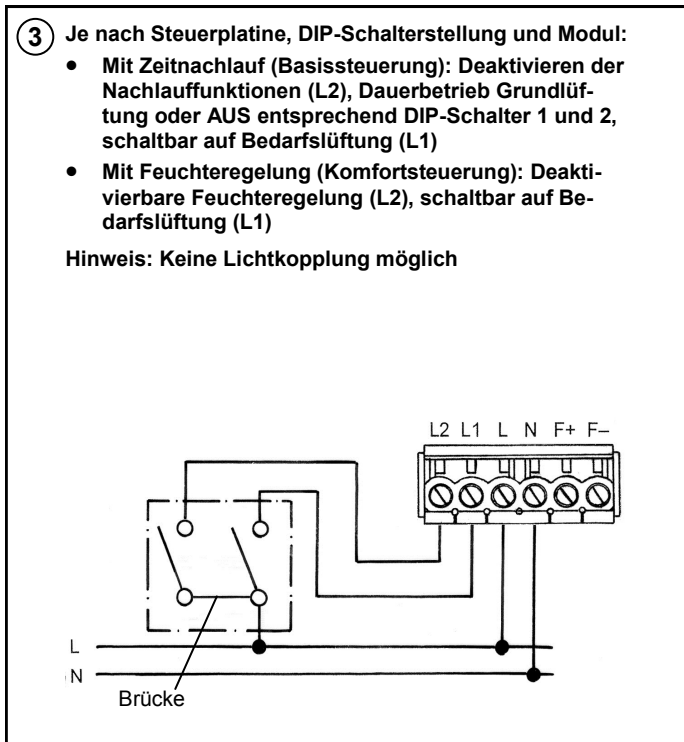 3 Je nach Steuerplatine, DIP-Schalterstellung und Modul:
• Mit Zeitnachlauf (Basissteuerung): Deaktivieren der
Nachlauffunktionen (L2), Dauerbetrieb Grundlüf-
tung oder AUS entsprechend DIP-Schalter 1 und 2,
schaltbar auf Bedarfslüftung (L1)
• Mit Feuchteregelung (Komfortsteuerung): Deakti-
vierbare Feuchteregelung (L2), schaltbar auf Be-
darfslüftung (L1)
Hinweis: Keine Lichtkopplung möglich
L2 L1 L N F+ F–
L
N
Brücke